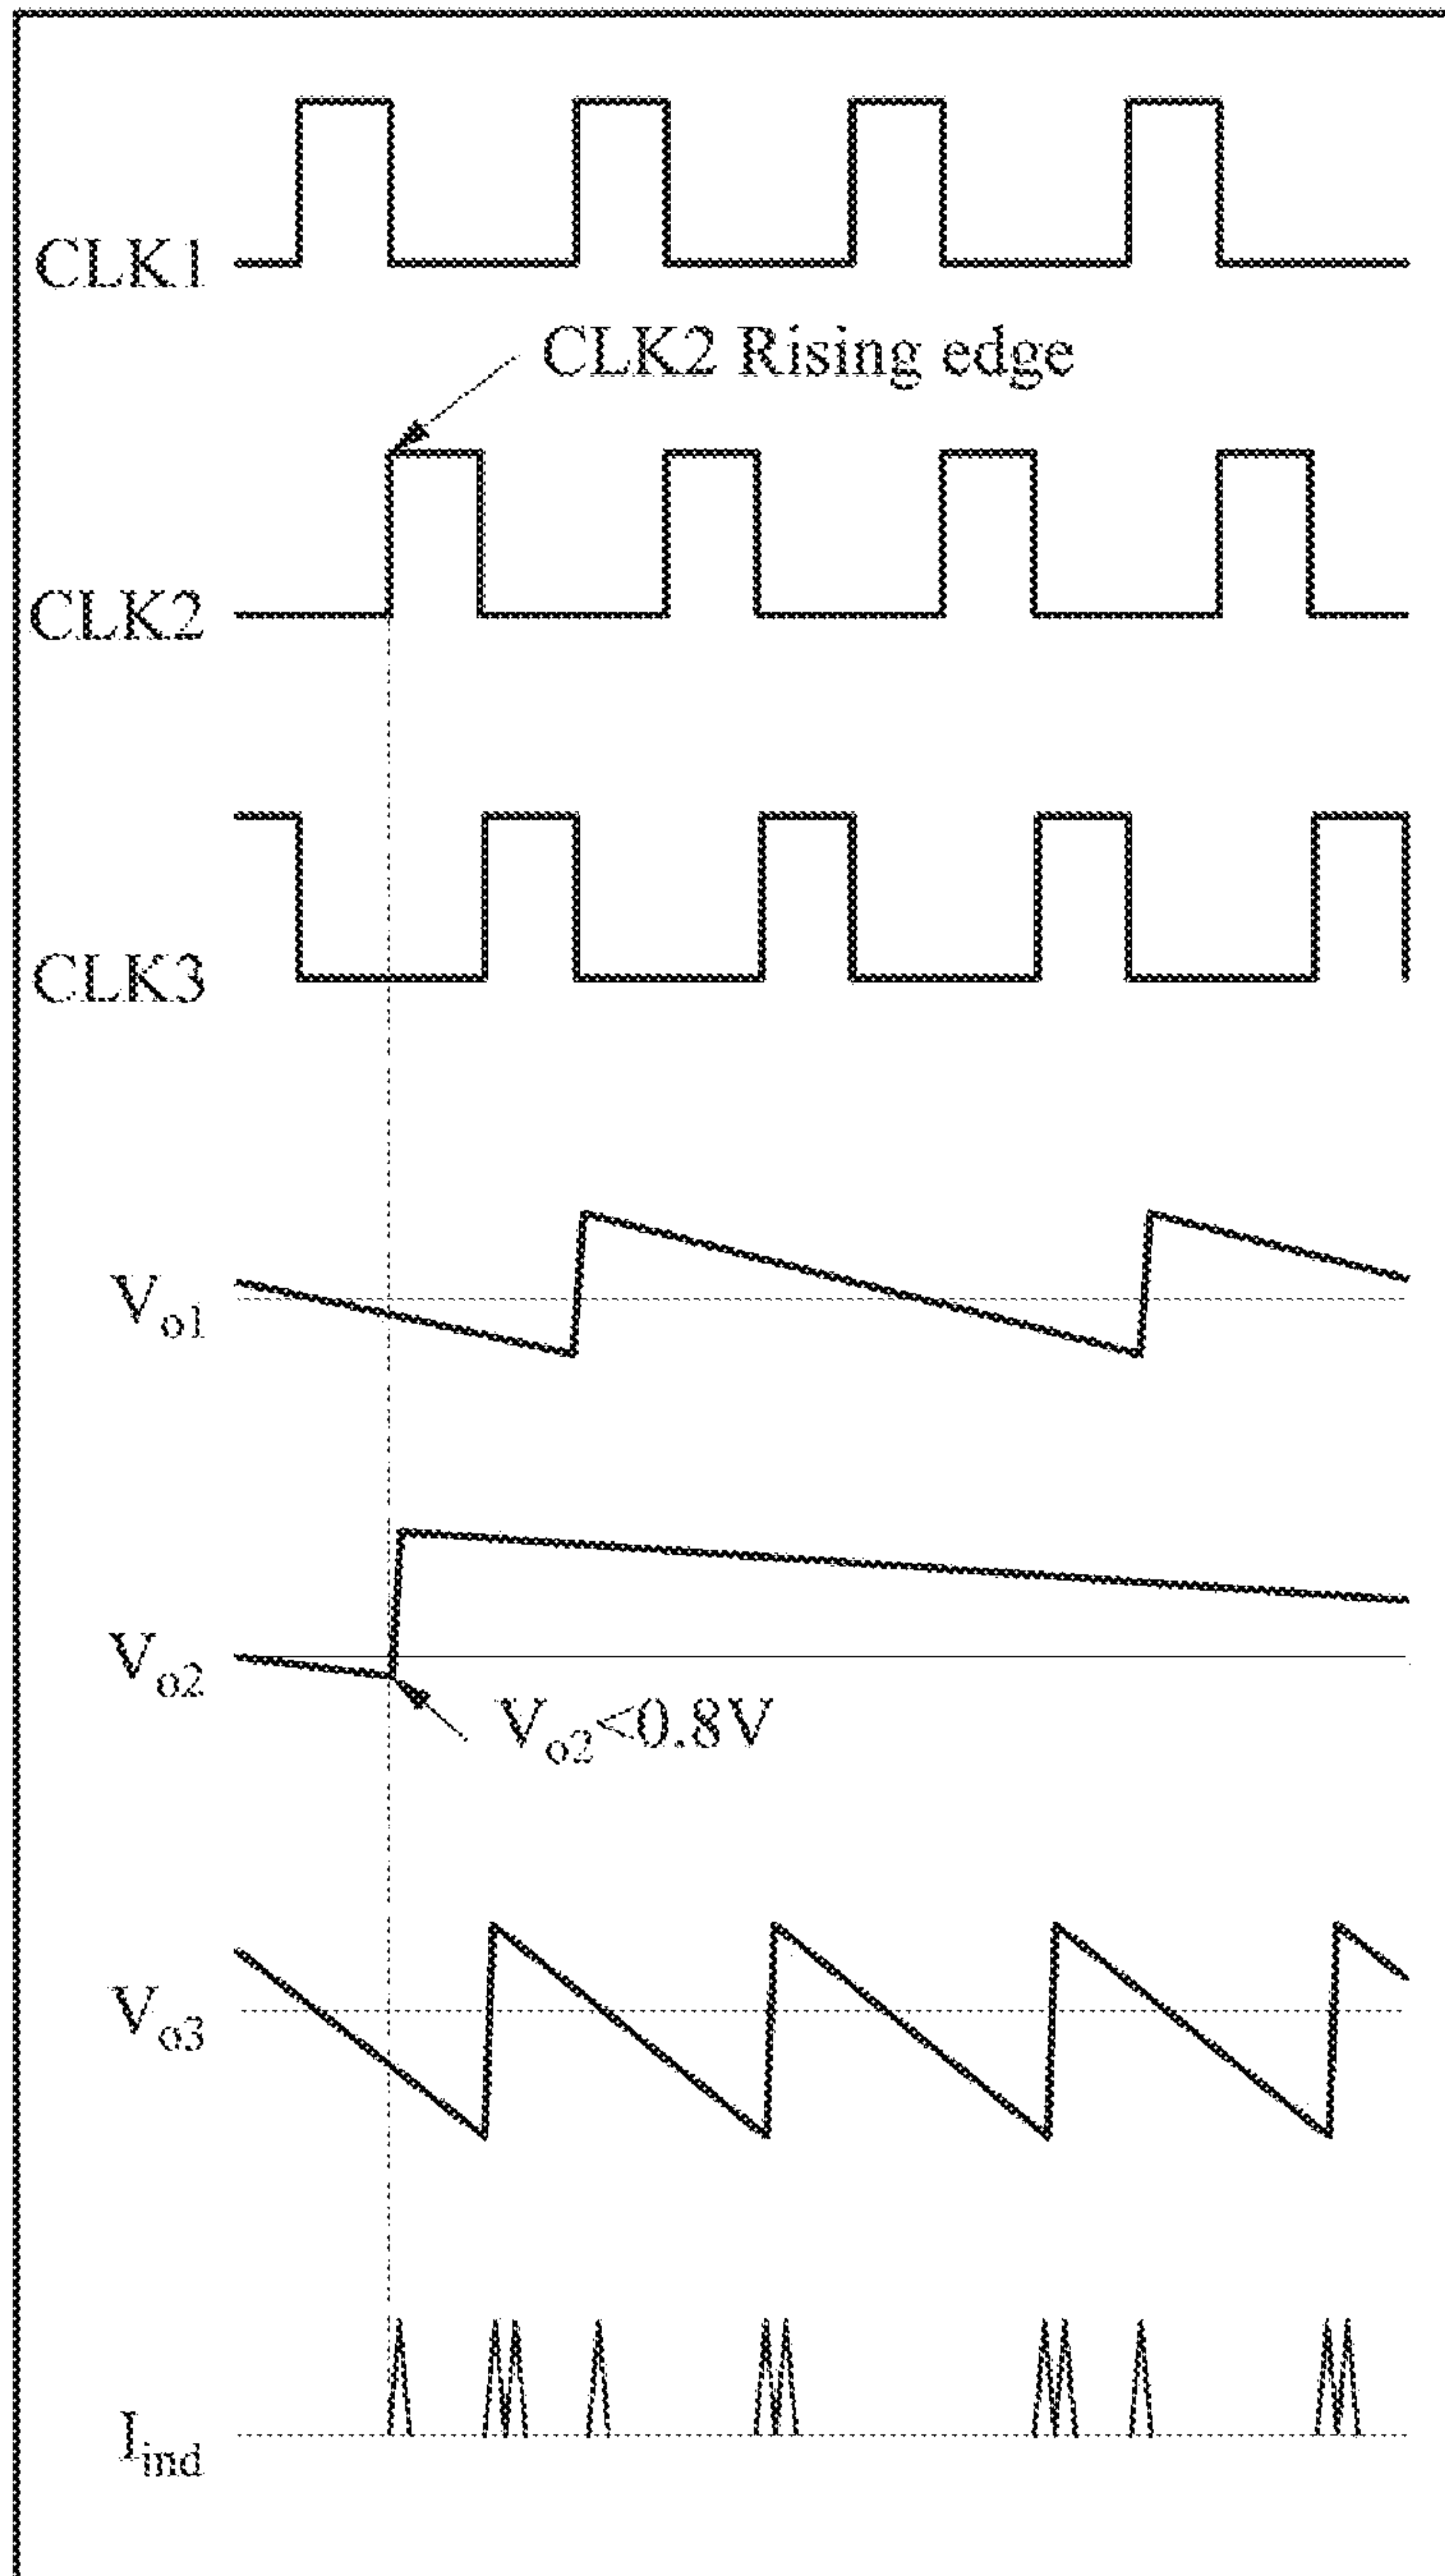 CLK1
CLK2 Rising edge
CLK2
CLK3
Vo1
Vo2
Vo2<0.8V
Vo3
Iind